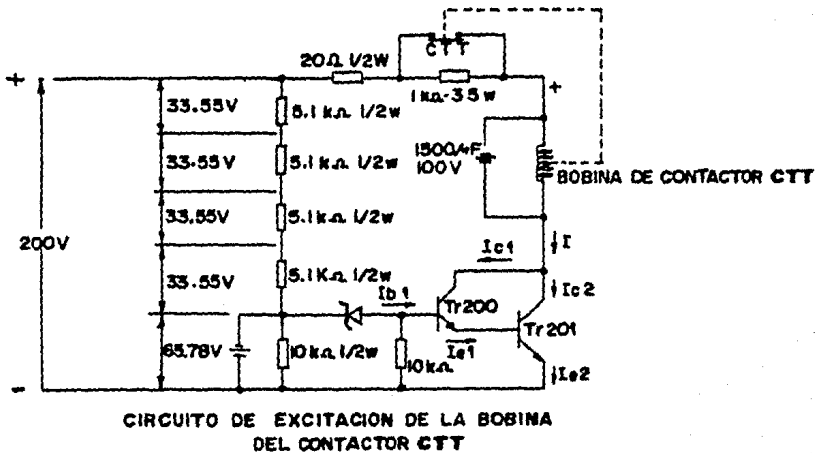 CTT
20Ω 1/2W
1kΩ-35w
+
+
33.55V
5.1kΩ 1/2w
33.55V
5.1kΩ 1/2w
1500μF
100V
BOBINA DE CONTACTOR CTT
33.55V
5.1kΩ 1/2w
200V
I
Ic1
33.55V
5.1KΩ 1/2w
Ic2
Ib1
Tr200
Tr201
65.78V
10kΩ 1/2w
10kΩ
Ie1
Ie2
-
CIRCUITO DE EXCITACION DE LA BOBINA
DEL CONTACTOR CTT